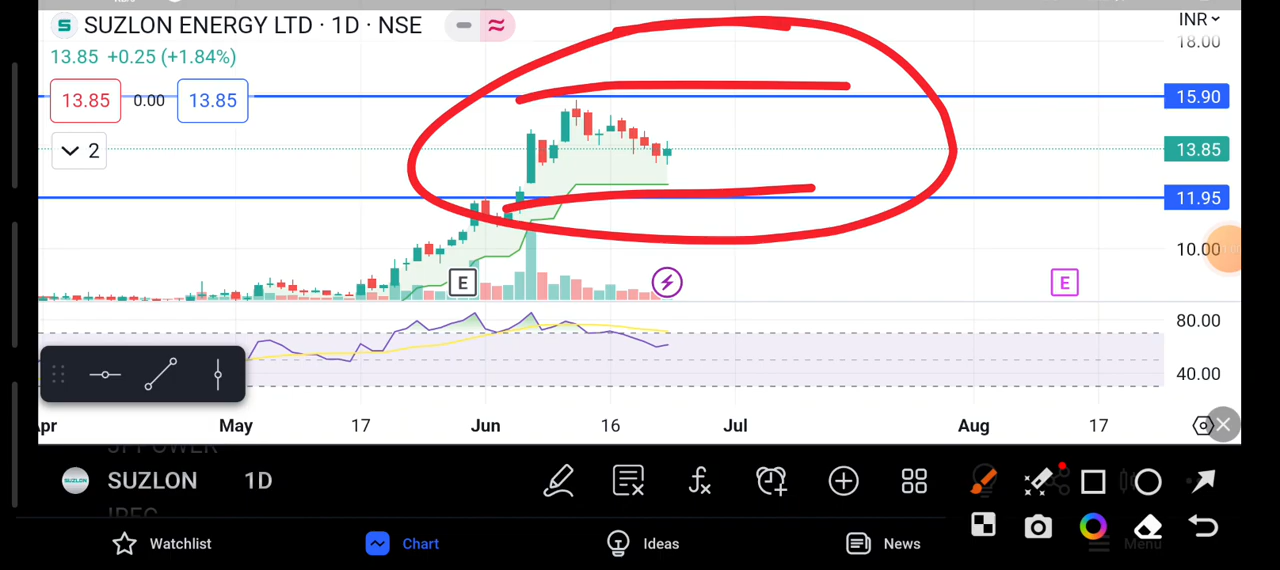 SUZLON ENERGY LTD · 1D · NSE
INR
18.00
13.85 +0.25 (+1.84%)
13.85 0.00 13.85
15.90
2
13.85
11.95
10.00
E E
80.00
40.00
Apr May 17 Jun 16 Jul Aug 17
JPPOWER
SUZLON 1D
Watchlist Chart Ideas News Menu